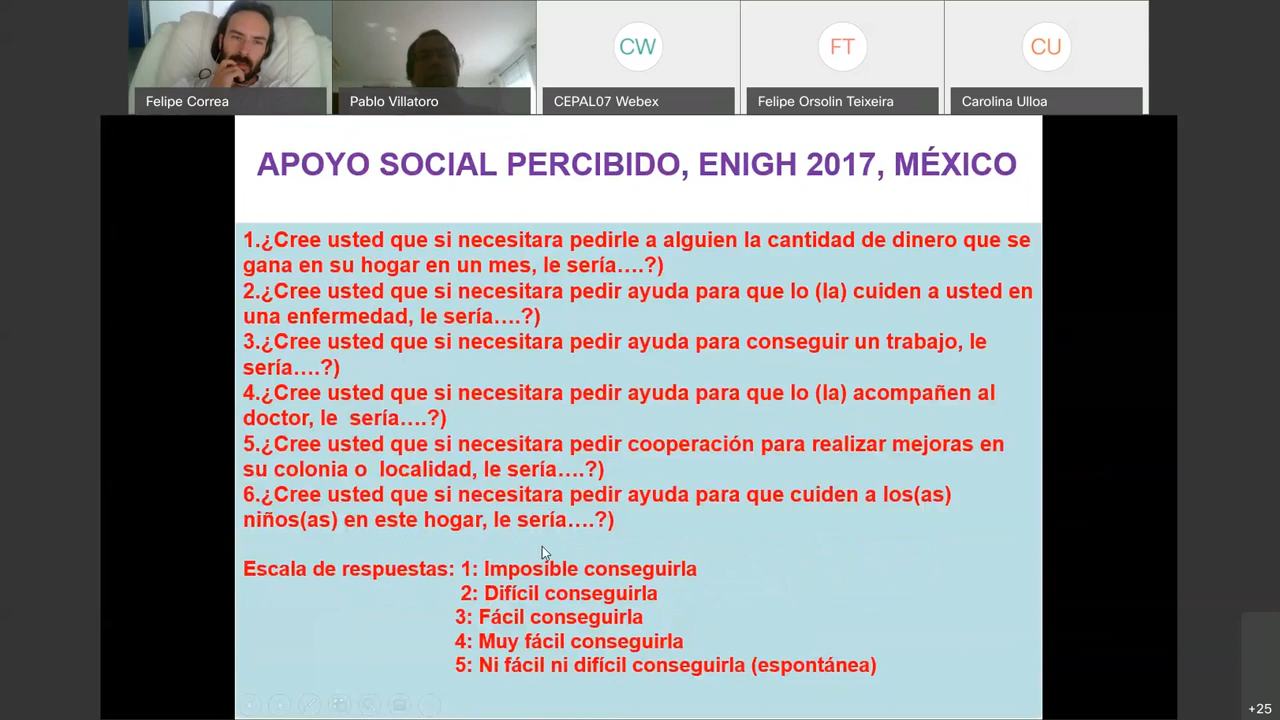 CW
FT
CU
Felipe Correa
Pablo Villatoro
CEPAL07 Webex
Felipe Orsolin Teixeira
Carolina Ulloa
APOYO SOCIAL PERCIBIDO, ENIGH 2017, MÉXICO
1.¿Cree usted que si necesitara pedirle a alguien la cantidad de dinero que se
gana en su hogar en un mes, le sería….?)
2.¿Cree usted que si necesitara pedir ayuda para que lo (la) cuiden a usted en
una enfermedad, le sería….?)
3.¿Cree usted que si necesitara pedir ayuda para conseguir un trabajo, le
sería….?)
4.¿Cree usted que si necesitara pedir ayuda para que lo (la) acompañen al
doctor, le  sería….?)
5.¿Cree usted que si necesitara pedir cooperación para realizar mejoras en
su colonia o  localidad, le sería….?)
6.¿Cree usted que si necesitara pedir ayuda para que cuiden a los(as)
niños(as) en este hogar, le sería….?)
Escala de respuestas: 1: Imposible conseguirla
2: Difícil conseguirla
3: Fácil conseguirla
4: Muy fácil conseguirla
5: Ni fácil ni difícil conseguirla (espontánea)
+25